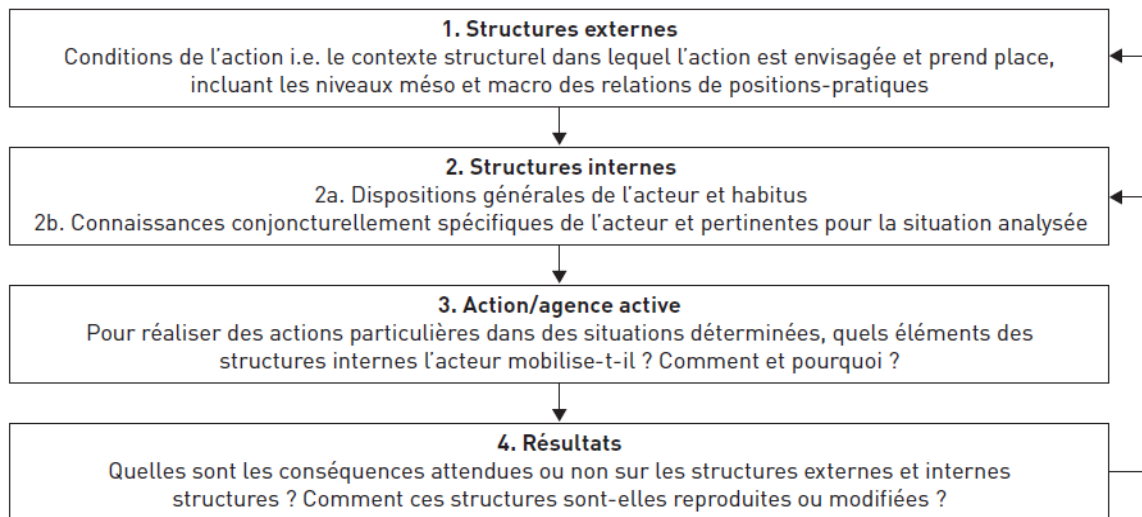 1. Structures externes
Conditions de l'action i.e. le contexte structurel dans lequel l'action est envisagée et prend place,
incluant les niveaux méso et macro des relations de positions-pratiques
2. Structures internes
2a. Dispositions générales de l'acteur et habitus
2b. Connaissances conjoncturellement spécifiques de l'acteur et pertinentes pour la situation analysée
3. Action/agence active
Pour réaliser des actions particulières dans des situations déterminées, quels éléments des
structures internes l'acteur mobilise-t-il ? Comment et pourquoi ?
4. Résultats
Quelles sont les conséquences attendues ou non sur les structures externes et internes
structures ? Comment ces structures sont-elles reproduites ou modifiées ?